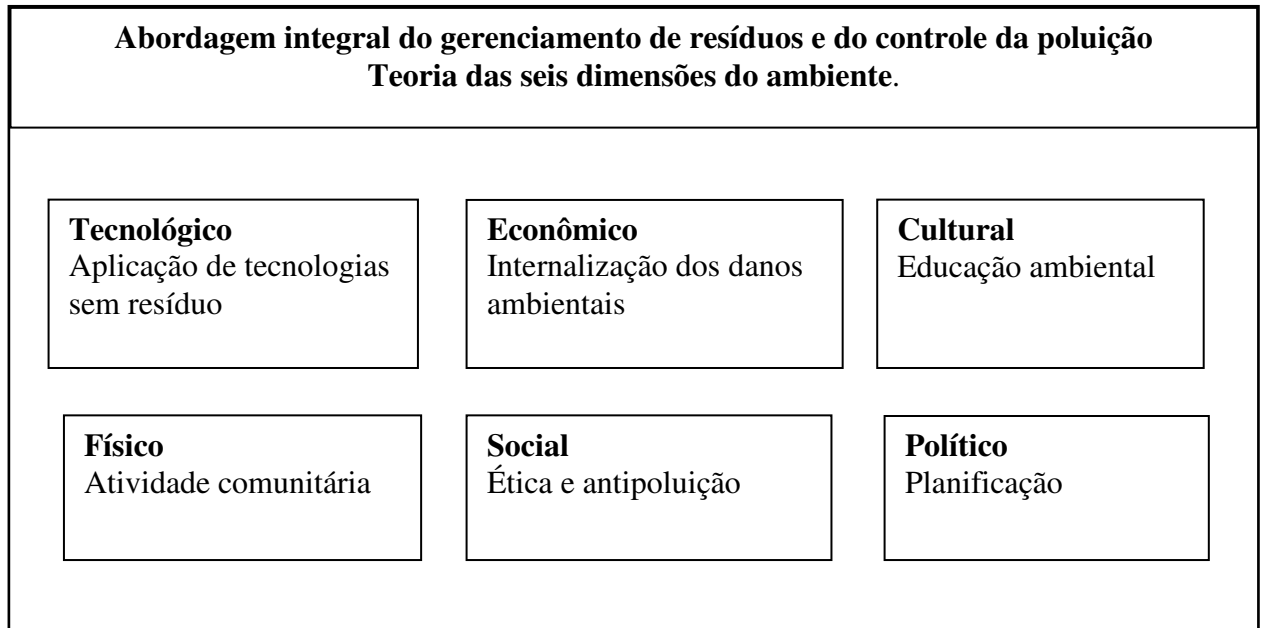 Abordagem integral do gerenciamento de resíduos e do controle da poluição
Teoria das seis dimensões do ambiente.
Tecnológico
Aplicação de tecnologias
sem resíduo
Econômico
Internalização dos danos
ambientais
Cultural
Educação ambiental
Físico
Atividade comunitária
Social
Ética e antipoluição
Político
Planificação